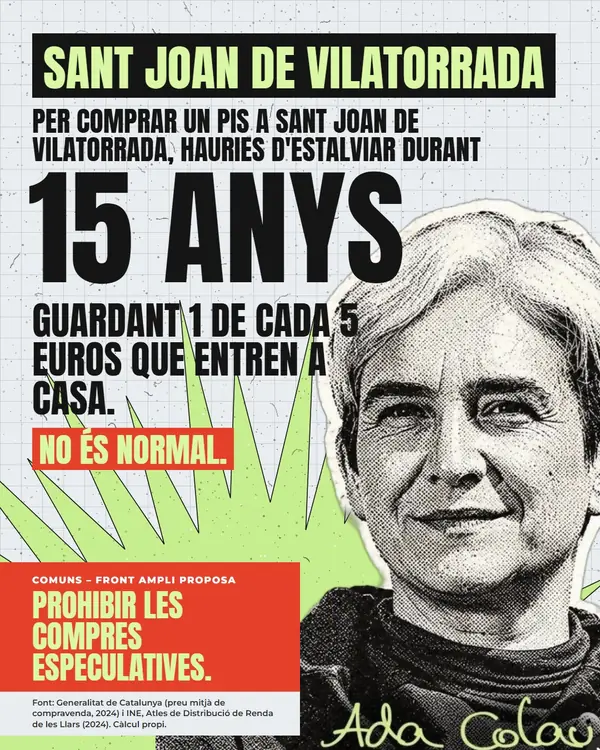 SANT JOAN DE VILATORRADA
PER COMPRAR UN PIS A SANT JOAN DE
VILATORRADA, HAURIES D'ESTALVIAR DURANT
15 ANYS
GUARDANT 1 DE CADA 5
EUROS QUE ENTREN A
CASA.
NO ÉS NORMAL.
COMUNS – FRONT AMPLI PROPOSA
PROHIBIR LES
COMPRES
ESPECULATIVES.
Font: Generalitat de Catalunya (preu mitjà de
compravenda, 2024) i INE, Atles de Distribució de Renda
de les Llars (2024). Càlcul propi.
Ada Colau